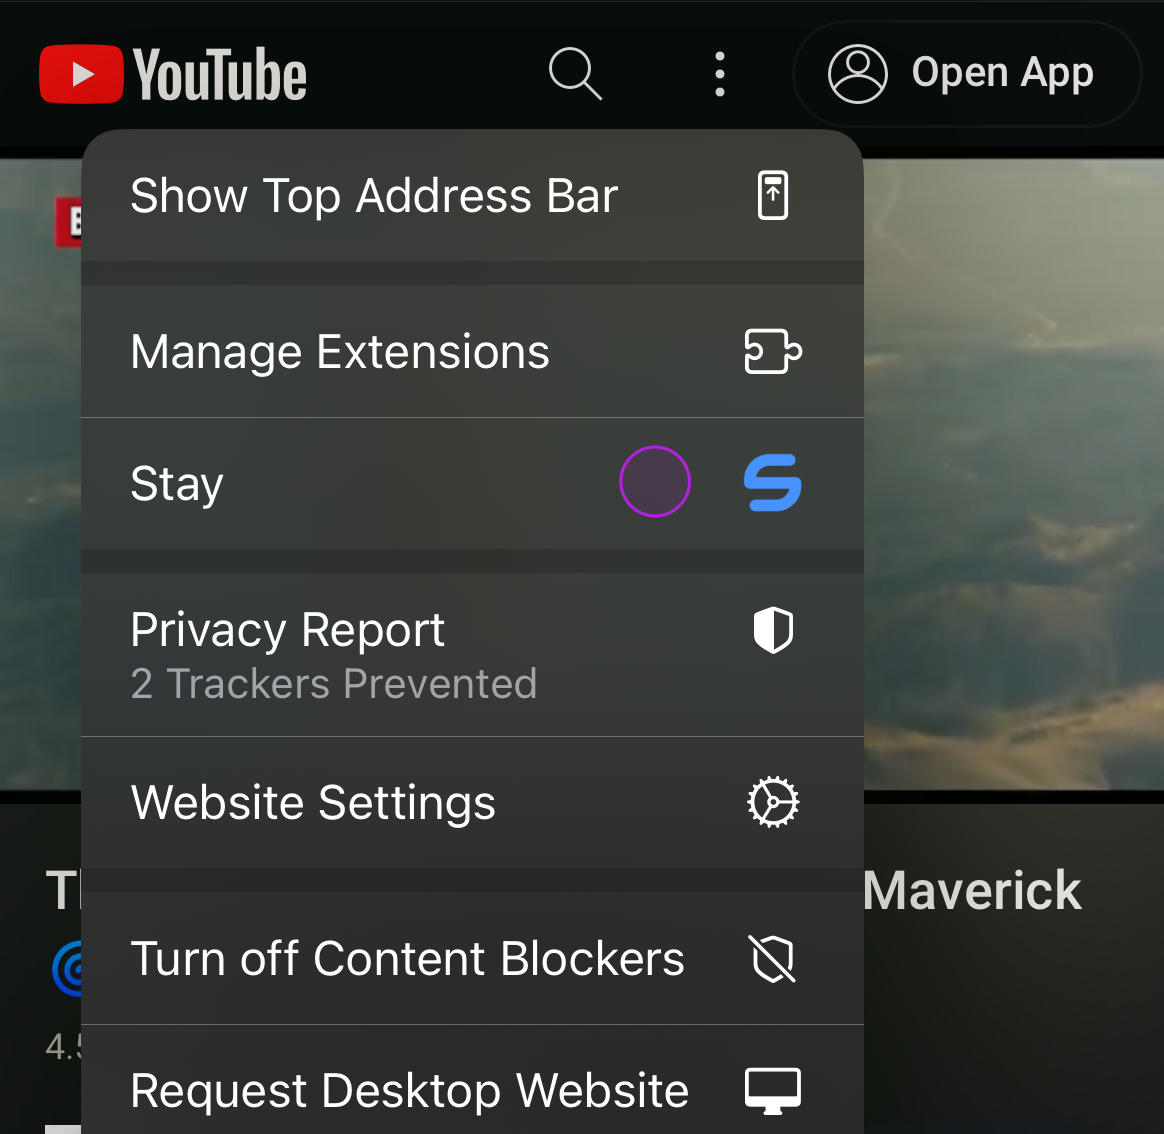 YouTube
Open App
Show Top Address Bar
Manage Extensions
Stay
Privacy Report
2 Trackers Prevented
Website Settings
Maverick
Turn off Content Blockers
Request Desktop Website